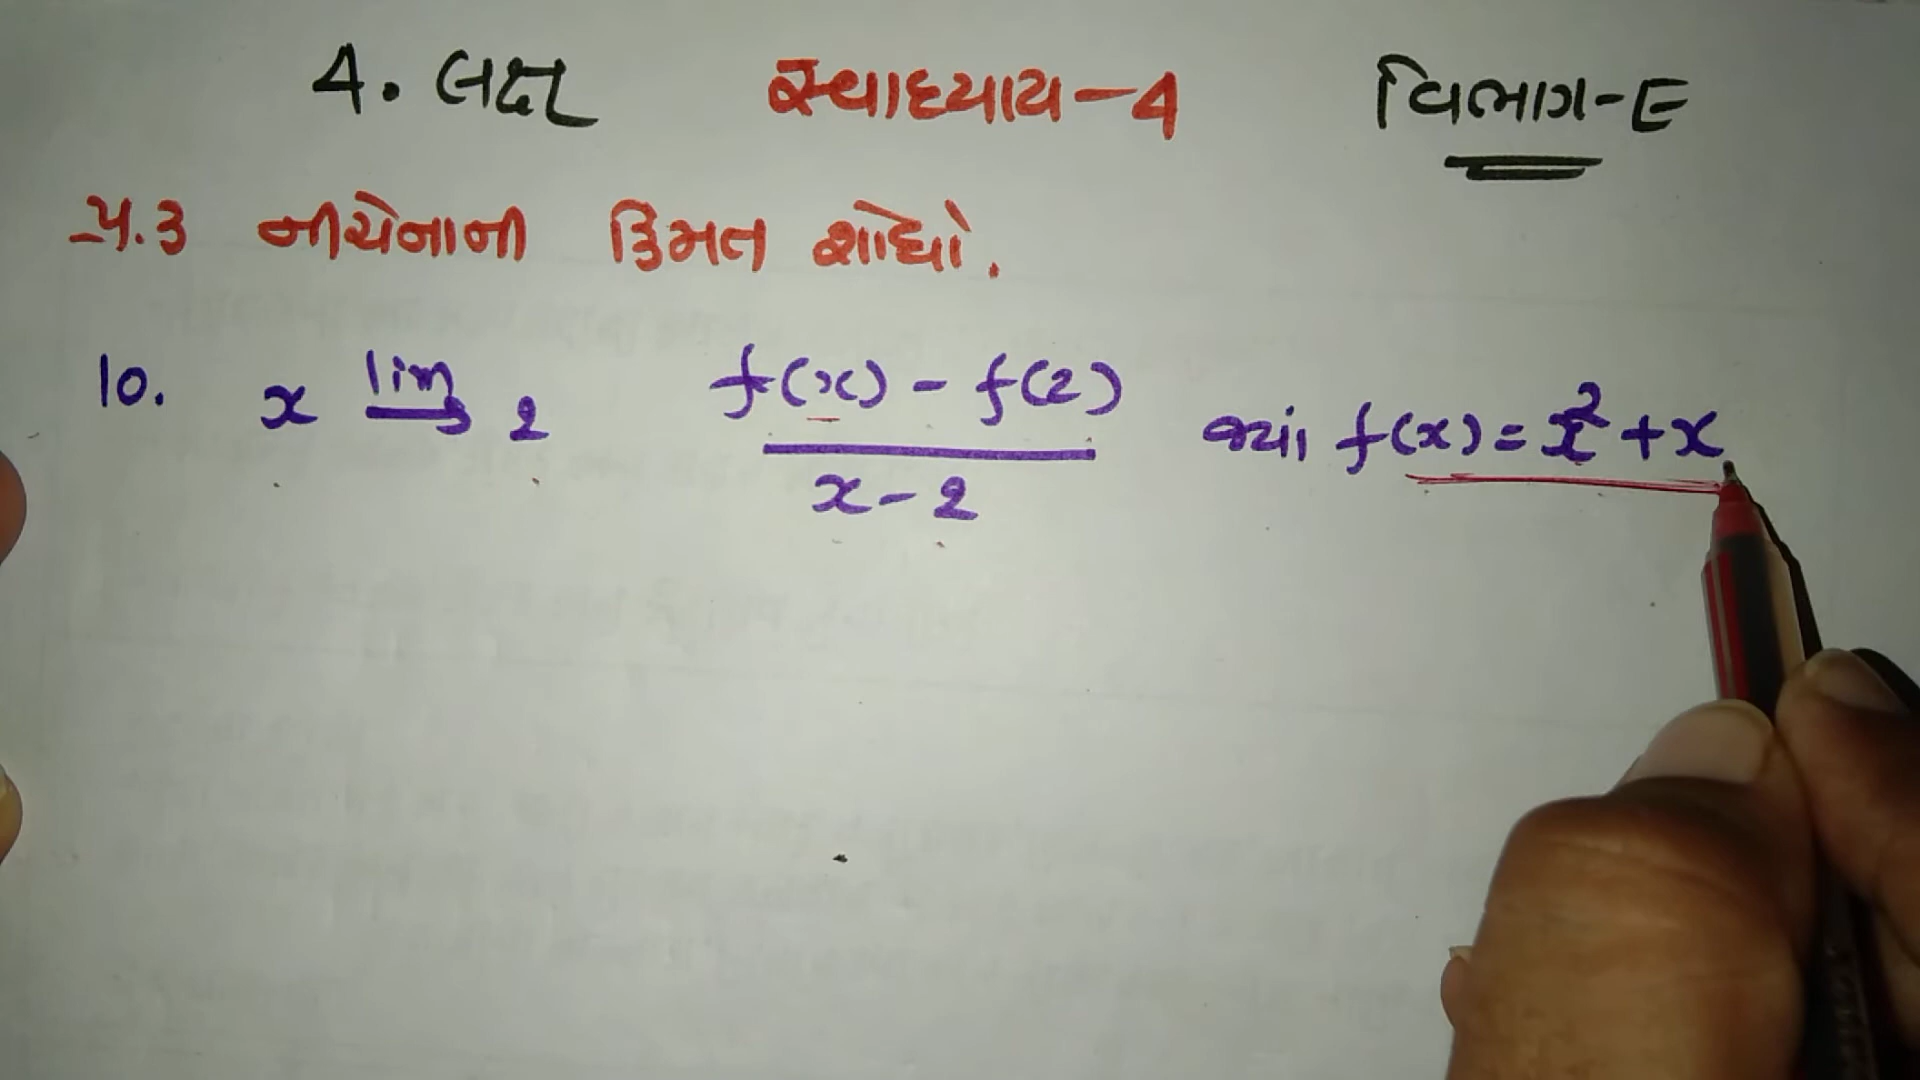 4. લક્ષ સ્વાધ્યાય-4 વિભાગ-E
પ્ર.3 નીચેનાની કિંમત શોધો.
10. x lim→ 2 f(x) - f(2) / x - 2 જ્યાં f(x) = x² + x